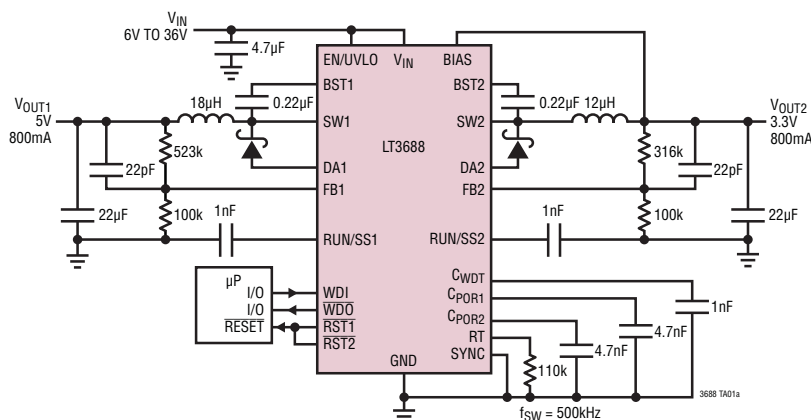 VIN
6V TO 36V
4.7µF
EN/UVLO VIN BIAS
BST1 BST2
18µH 0.22µF 0.22µF 12µH
VOUT1
5V
800mA
SW1 SW2
VOUT2
3.3V
800mA
LT3688
523k 316k
22pF 22pF
DA1 DA2
FB1 FB2
22µF 100k 1nF 1nF 100k 22µF
RUN/SS1 RUN/SS2
µP
I/O WDI
I/O WDO
RESET RST1
RST2
CWDT
CPOR1
CPOR2
RT
SYNC
GND
1nF
4.7nF
4.7nF
110k
fSW = 500kHz
3688 TA01a